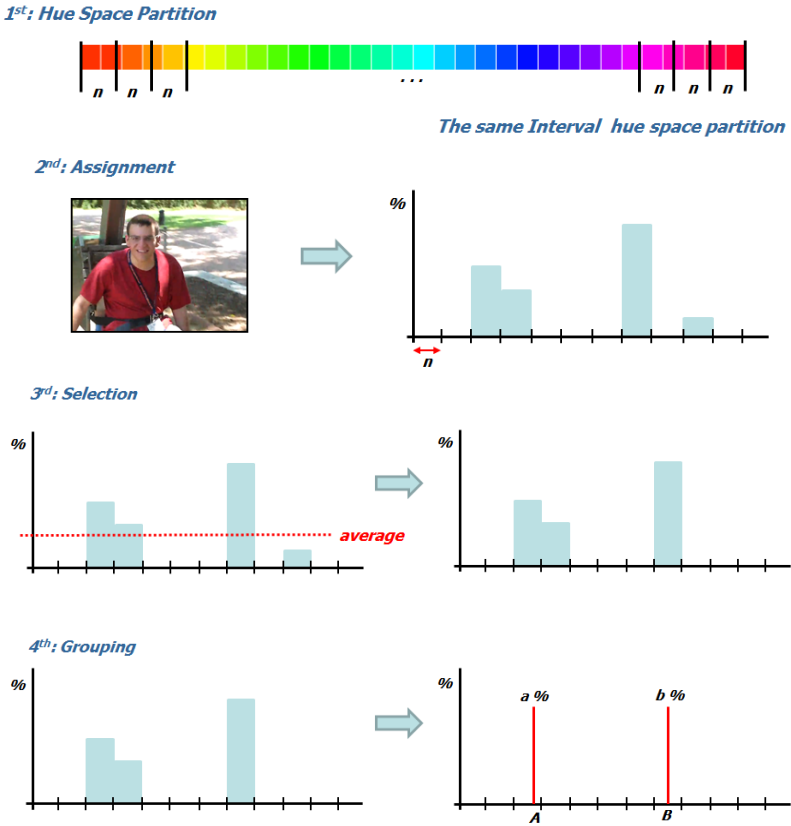 1st: Hue Space Partition
n n n ... n n n
The same Interval hue space partition
2nd: Assignment
%
n
3rd: Selection
% %
average
4th: Grouping
% %
a % b %
A B